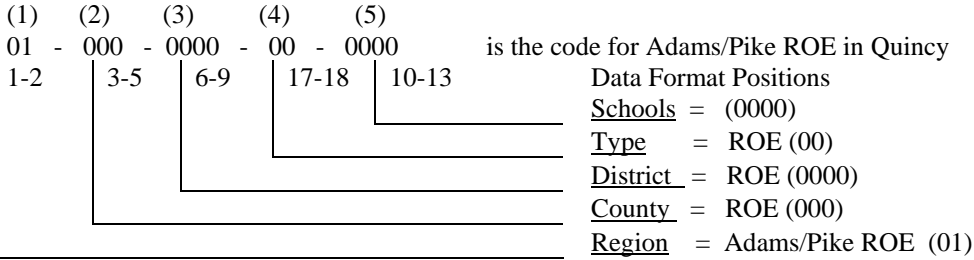 (1) (2) (3) (4) (5)
01 - 000 - 0000 - 00 - 0000 is the code for Adams/Pike ROE in Quincy
1-2 3-5 6-9 17-18 10-13 Data Format Positions
Schools = (0000)
Type = ROE (00)
District = ROE (0000)
County = ROE (000)
Region = Adams/Pike ROE (01)